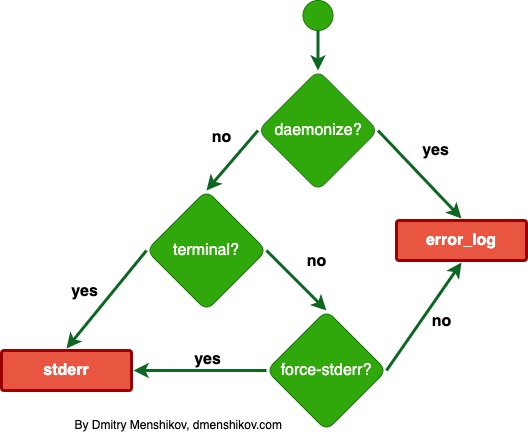 daemonize?
no
yes
error_log
terminal?
no
yes
no
stderr
yes
force-stderr?
By Dmitry Menshikov, dmenshikov.com